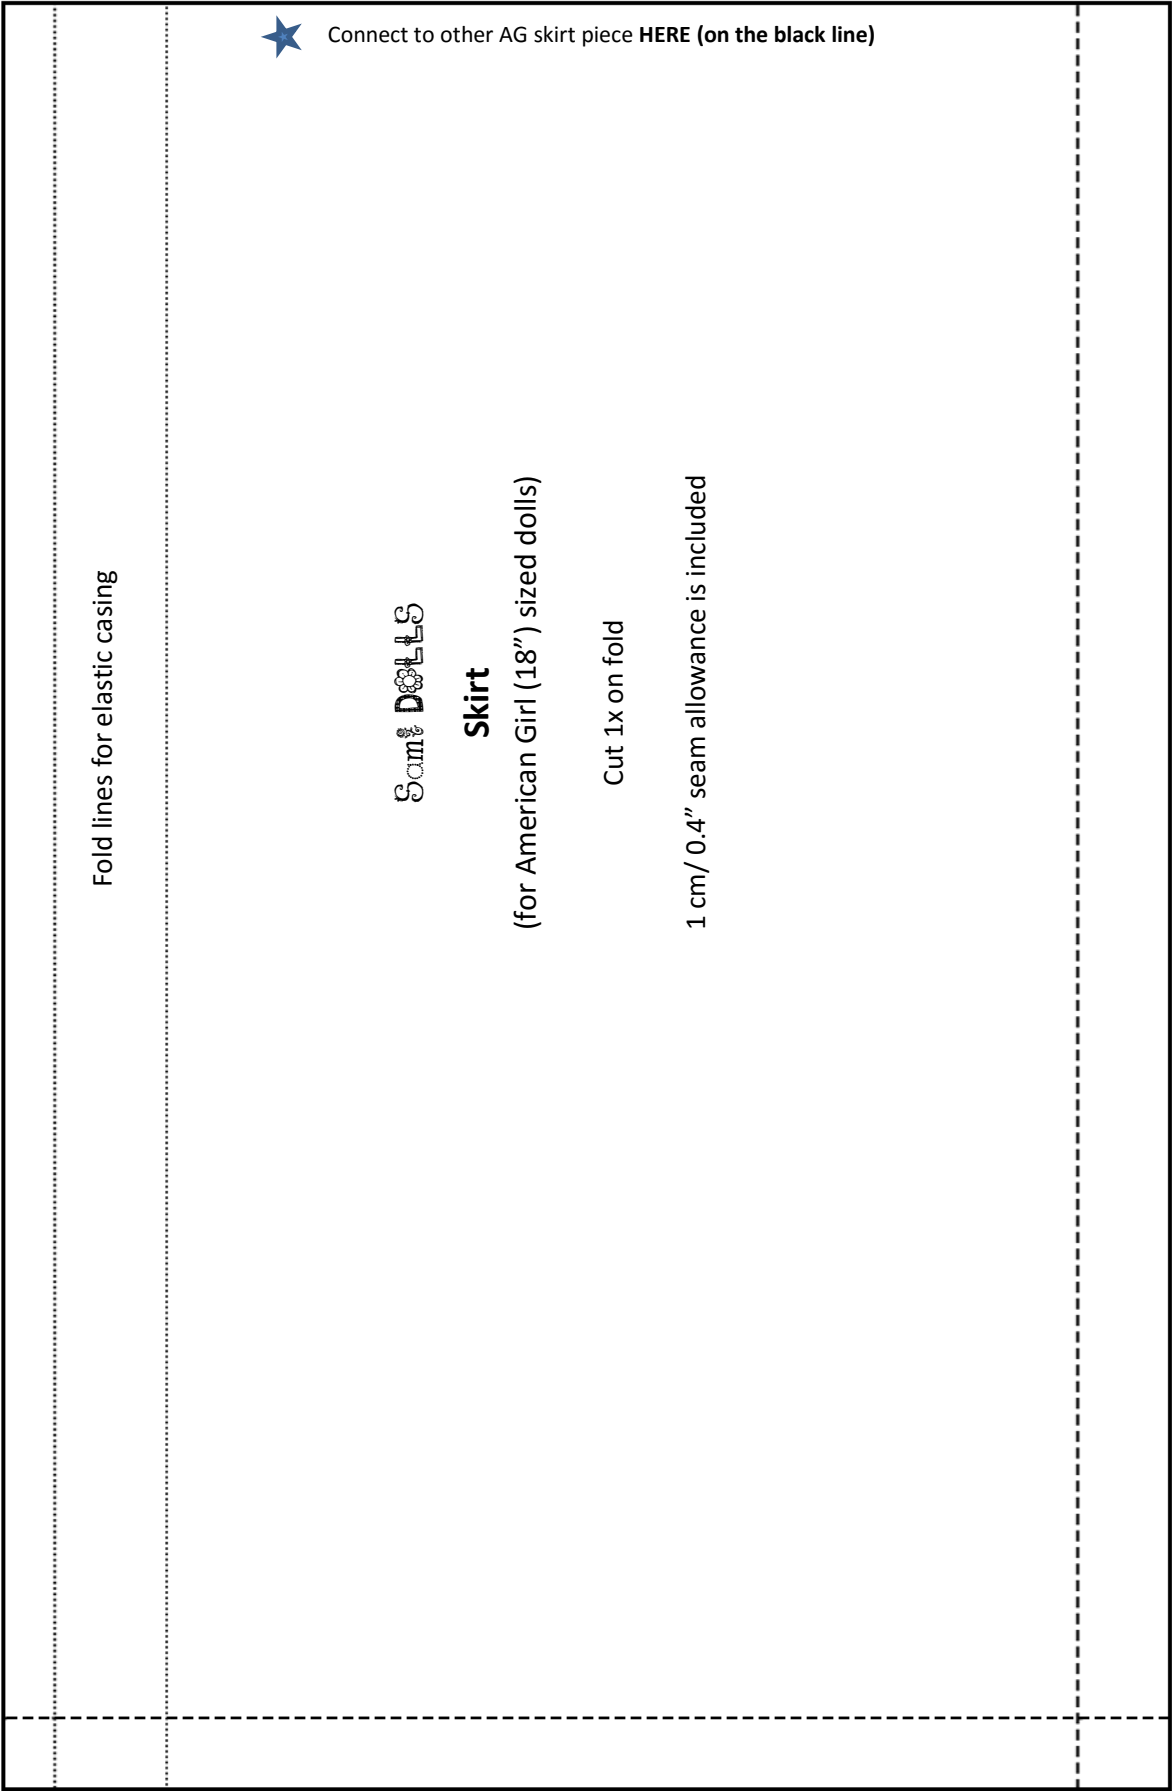 Connect to other AG skirt piece HERE (on the black line)
Fold lines for elastic casing
Sami DOLLS
Skirt
(for American Girl (18”) sized dolls)
Cut 1x on fold
1 cm/ 0.4” seam allowance is included